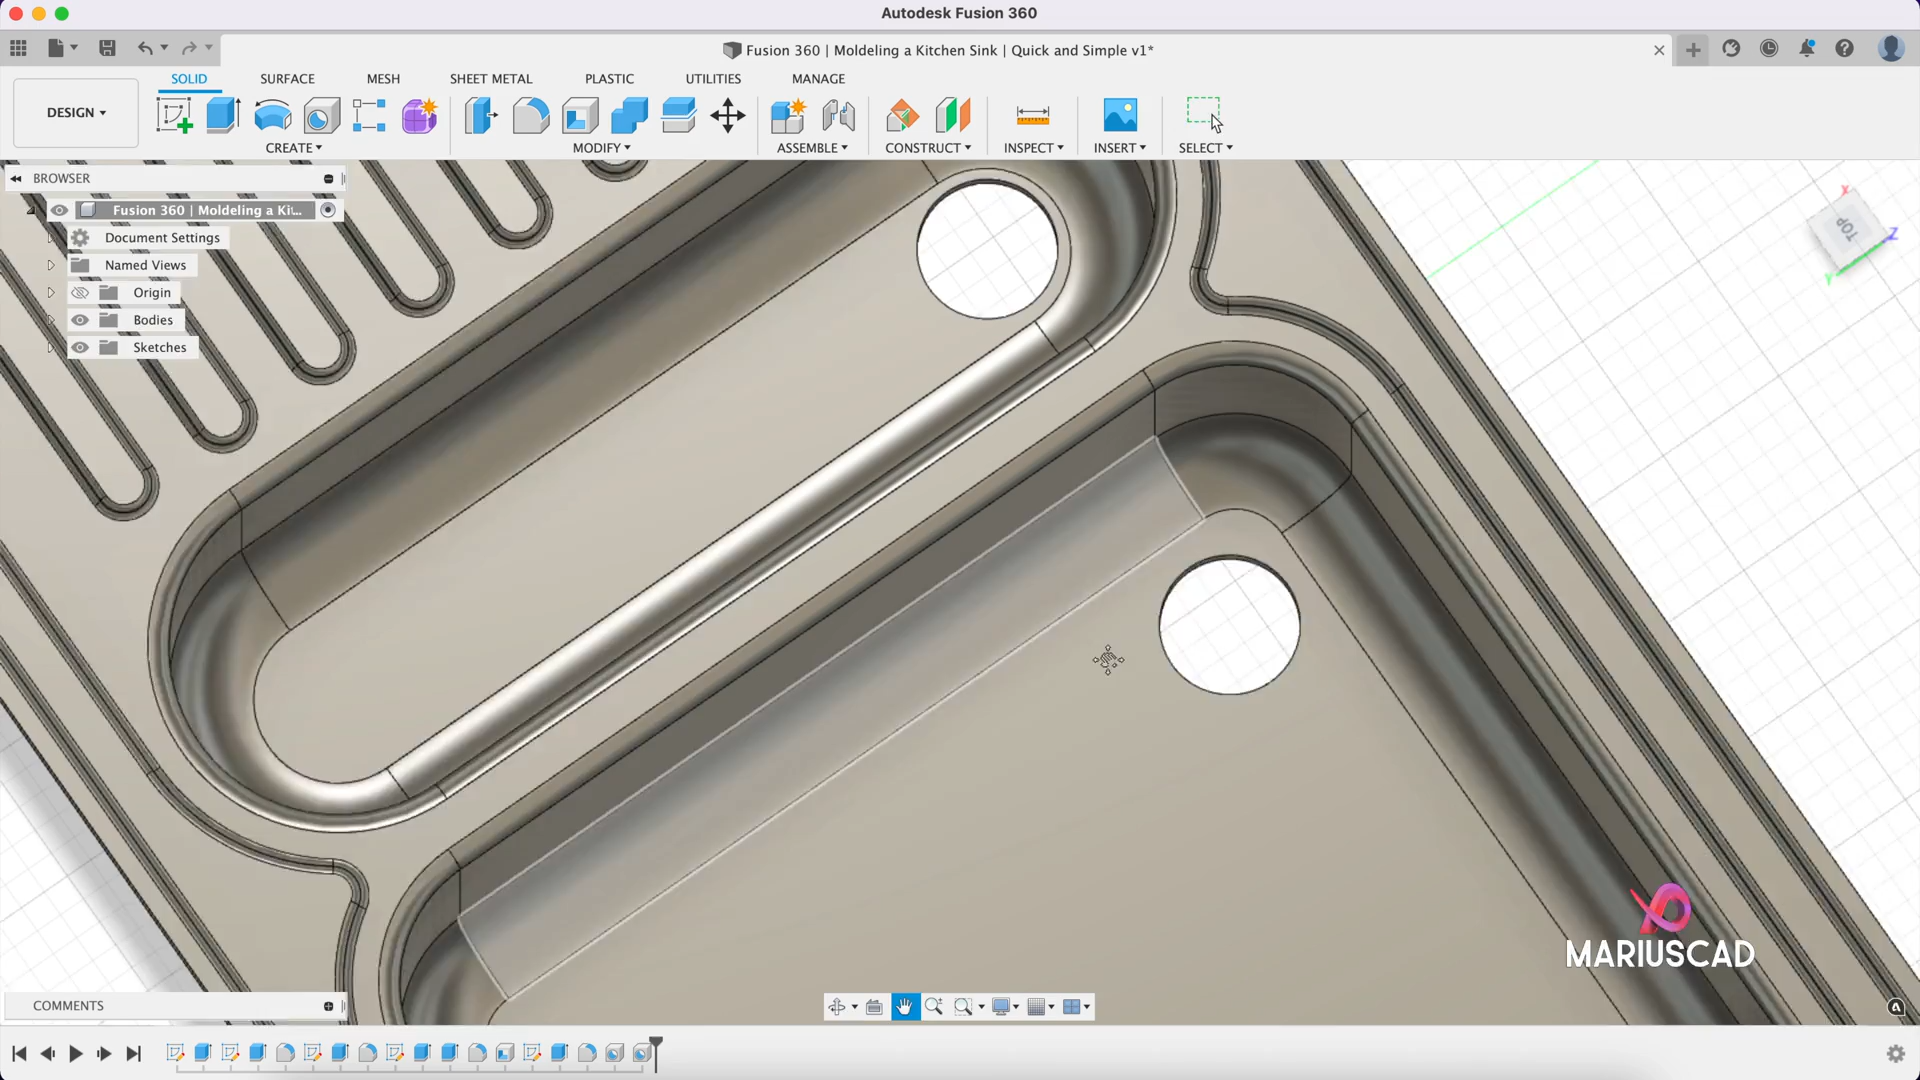 Autodesk Fusion 360
Fusion 360 | Moldeling a Kitchen Sink | Quick and Simple v1*
SOLID SURFACE MESH SHEET METAL PLASTIC UTILITIES MANAGE
DESIGN
CREATE MODIFY ASSEMBLE CONSTRUCT INSPECT INSERT SELECT
BROWSER
Fusion 360 | Moldeling a Ki...
Document Settings
Named Views
Origin
Bodies
Sketches
X
TOP
Z
Y
MARIUSCAD
COMMENTS